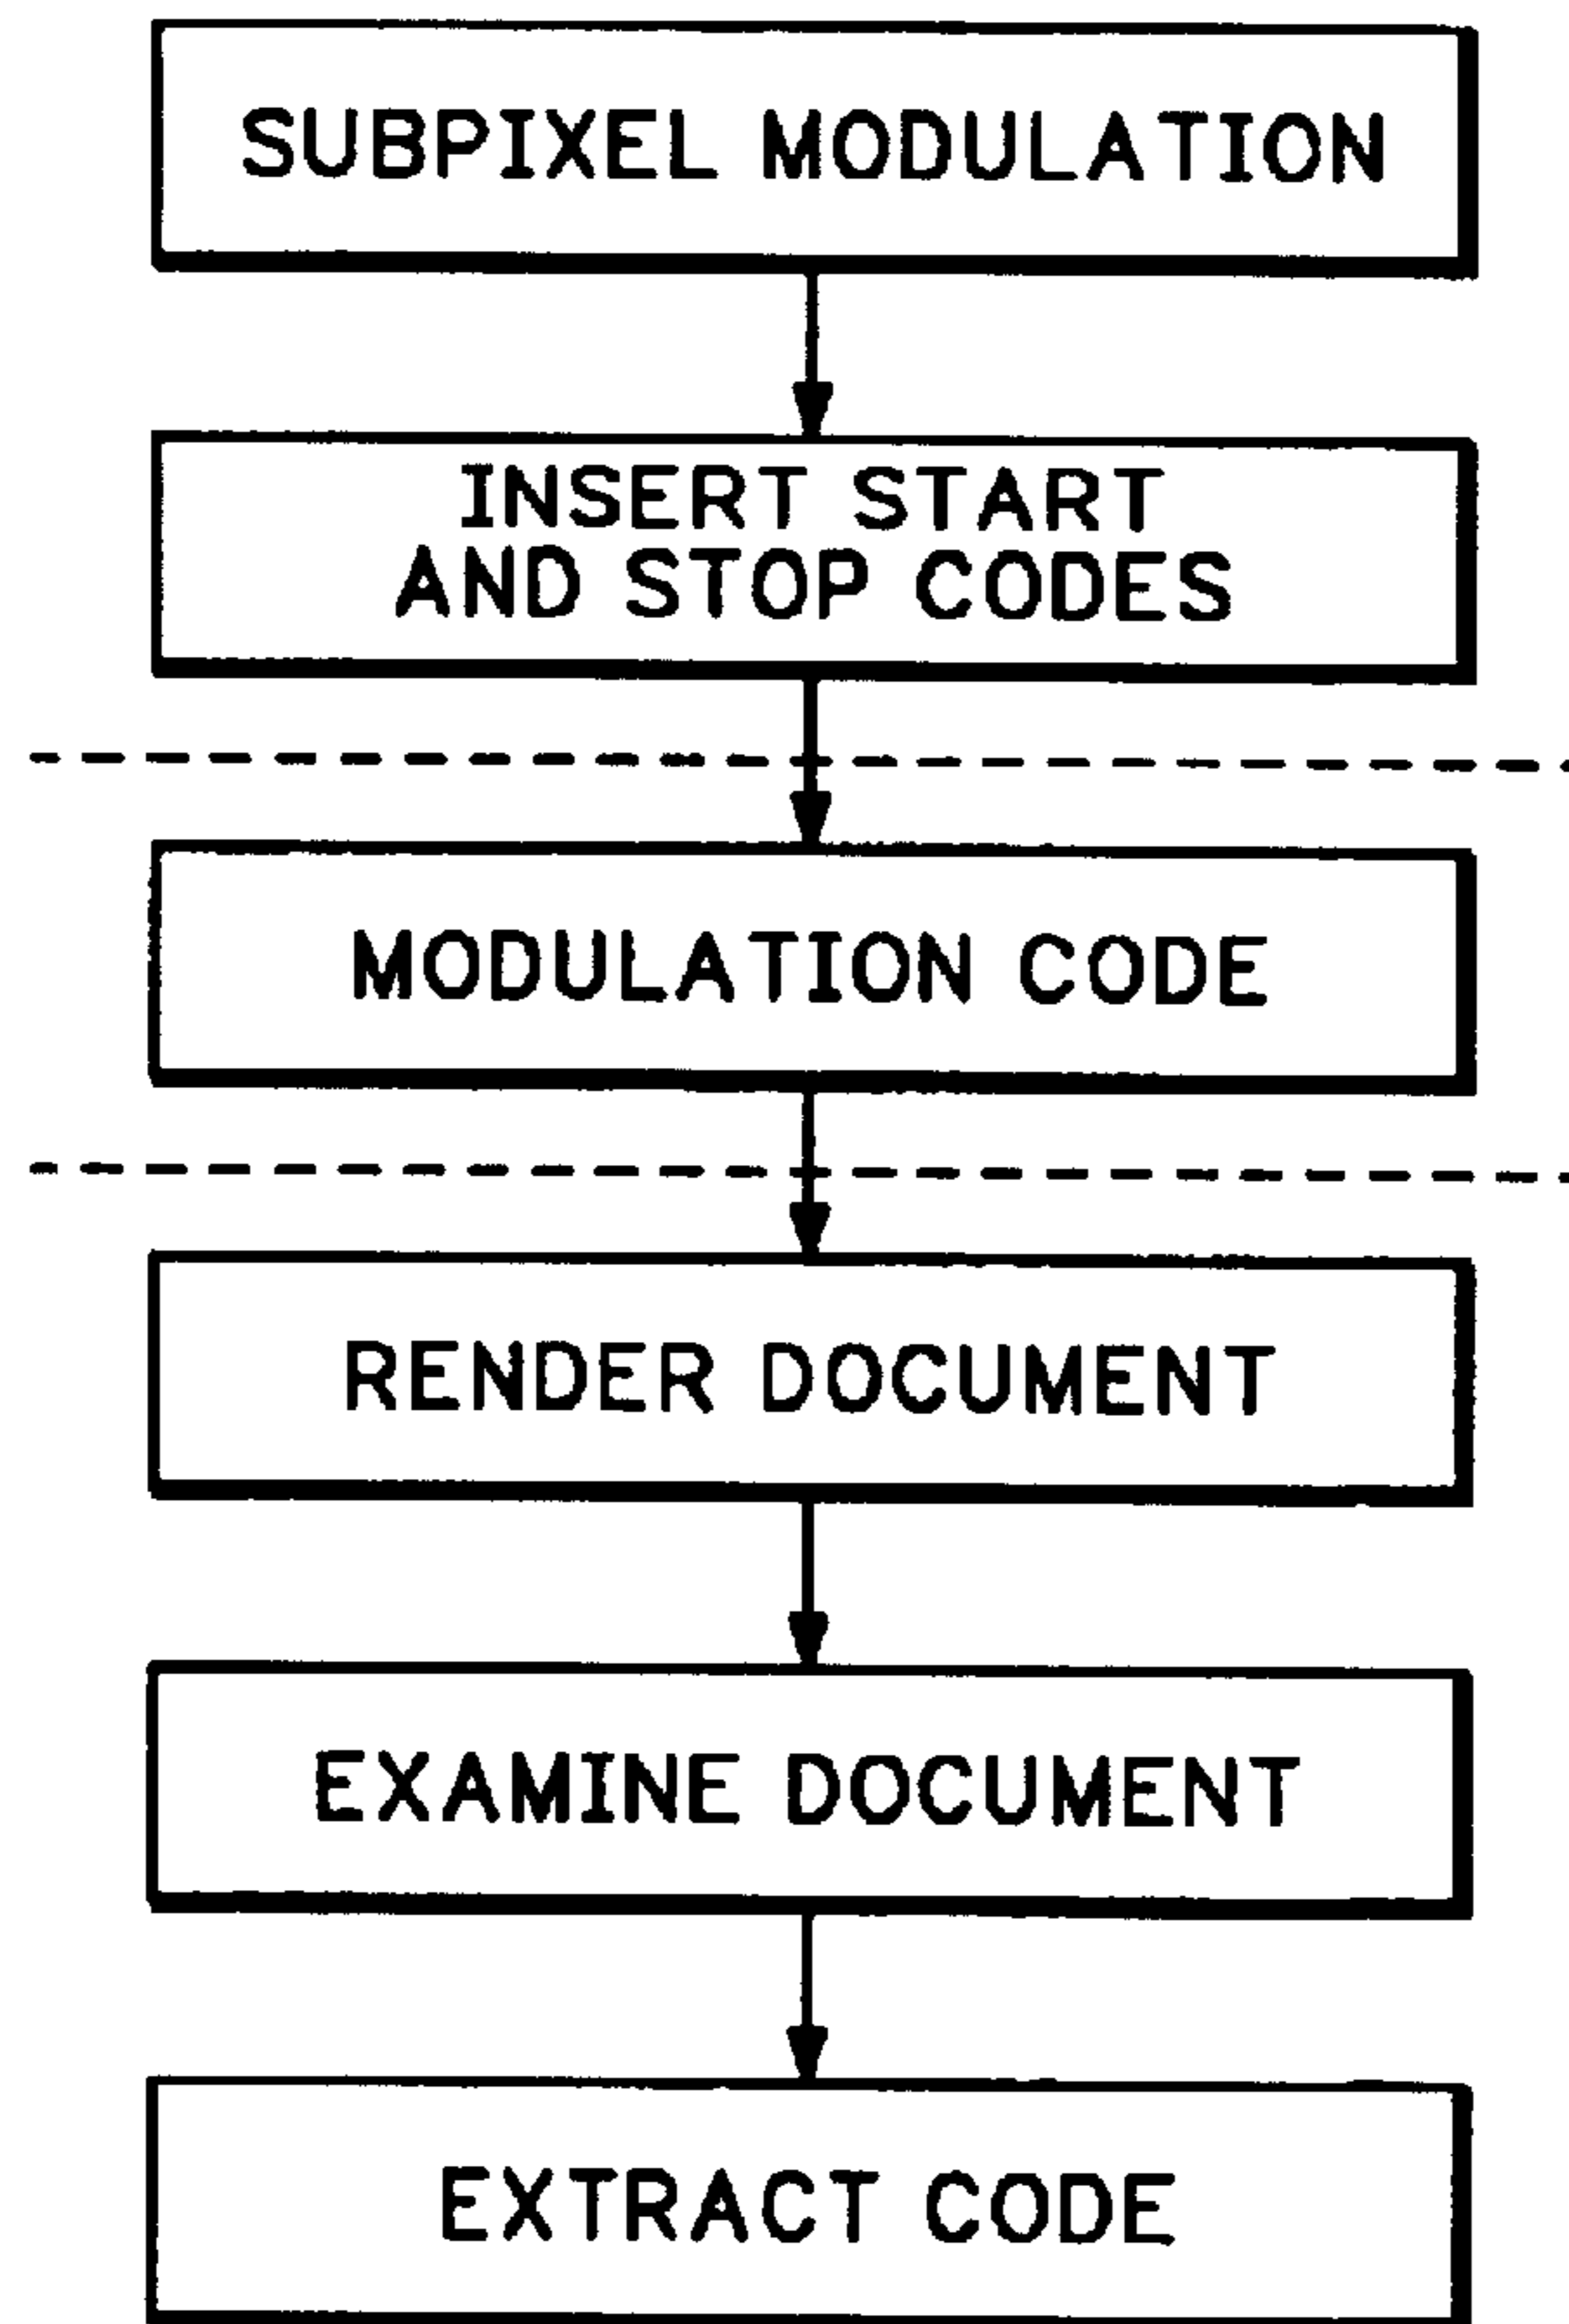 SUBPIXEL MODULATION
INSERT START
AND STOP CODES
MODULATION CODE
RENDER DOCUMENT
EXAMINE DOCUMENT
EXTRACT CODE